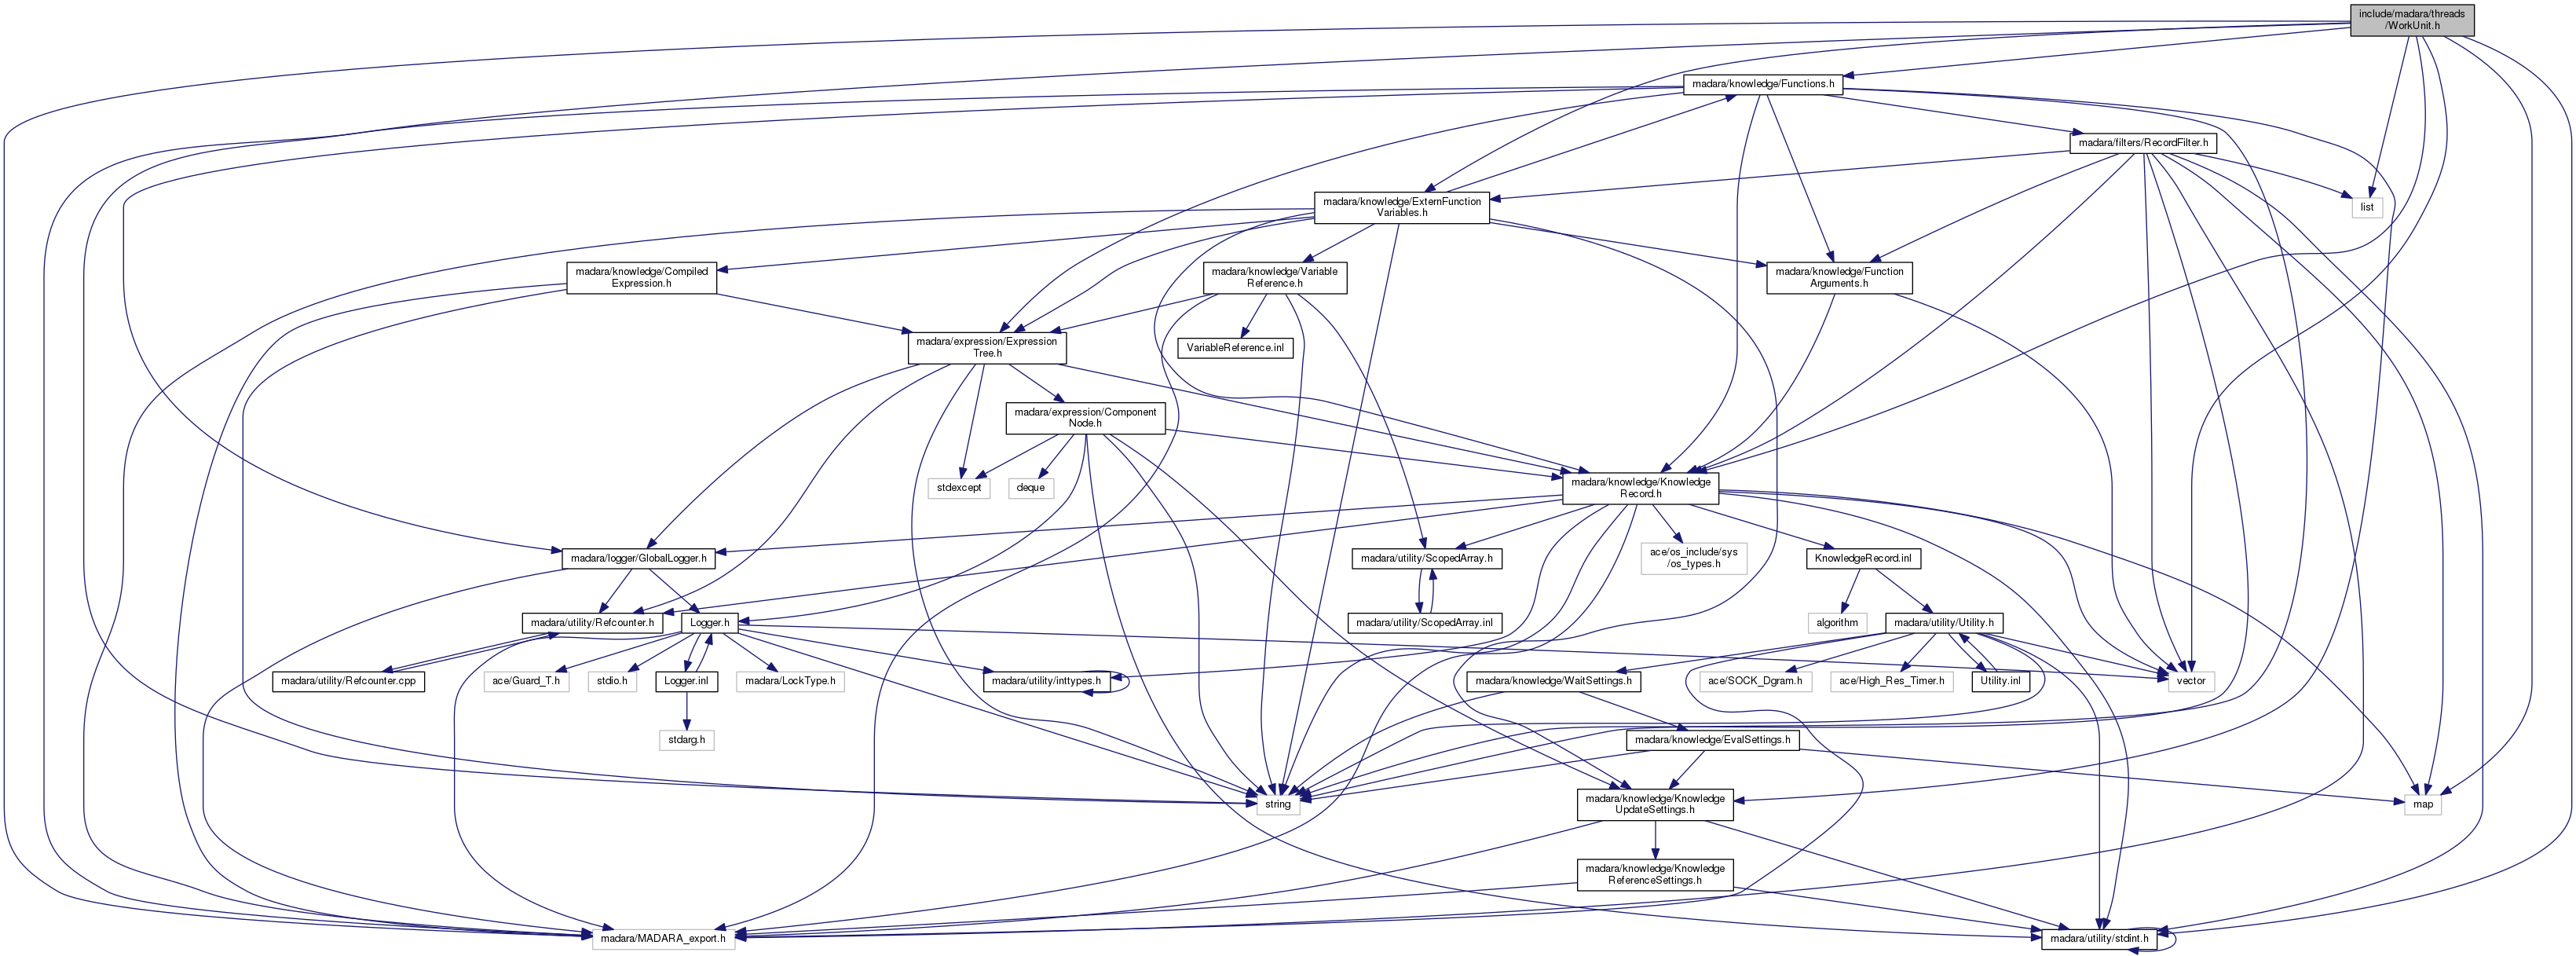 include/madara/threads
/WorkUnit.h
madara/knowledge/Functions.h
madara/filters/RecordFilter.h
madara/knowledge/ExternFunction
Variables.h
list
madara/knowledge/Compiled
Expression.h
madara/knowledge/Variable
Reference.h
madara/knowledge/Function
Arguments.h
madara/expression/Expression
Tree.h
VariableReference.inl
madara/expression/Component
Node.h
stdexcept
deque
madara/knowledge/Knowledge
Record.h
madara/logger/GlobalLogger.h
madara/utility/ScopedArray.h
ace/os_include/sys
/os_types.h
KnowledgeRecord.inl
madara/utility/Refcounter.h
Logger.h
madara/utility/ScopedArray.inl
algorithm
madara/utility/Utility.h
madara/utility/Refcounter.cpp
ace/Guard_T.h
stdio.h
Logger.inl
madara/LockType.h
madara/utility/inttypes.h
madara/knowledge/WaitSettings.h
ace/SOCK_Dgram.h
ace/High_Res_Timer.h
Utility.inl
vector
stdarg.h
madara/knowledge/EvalSettings.h
string
madara/knowledge/Knowledge
UpdateSettings.h
map
madara/knowledge/Knowledge
ReferenceSettings.h
madara/MADARA_export.h
madara/utility/stdint.h